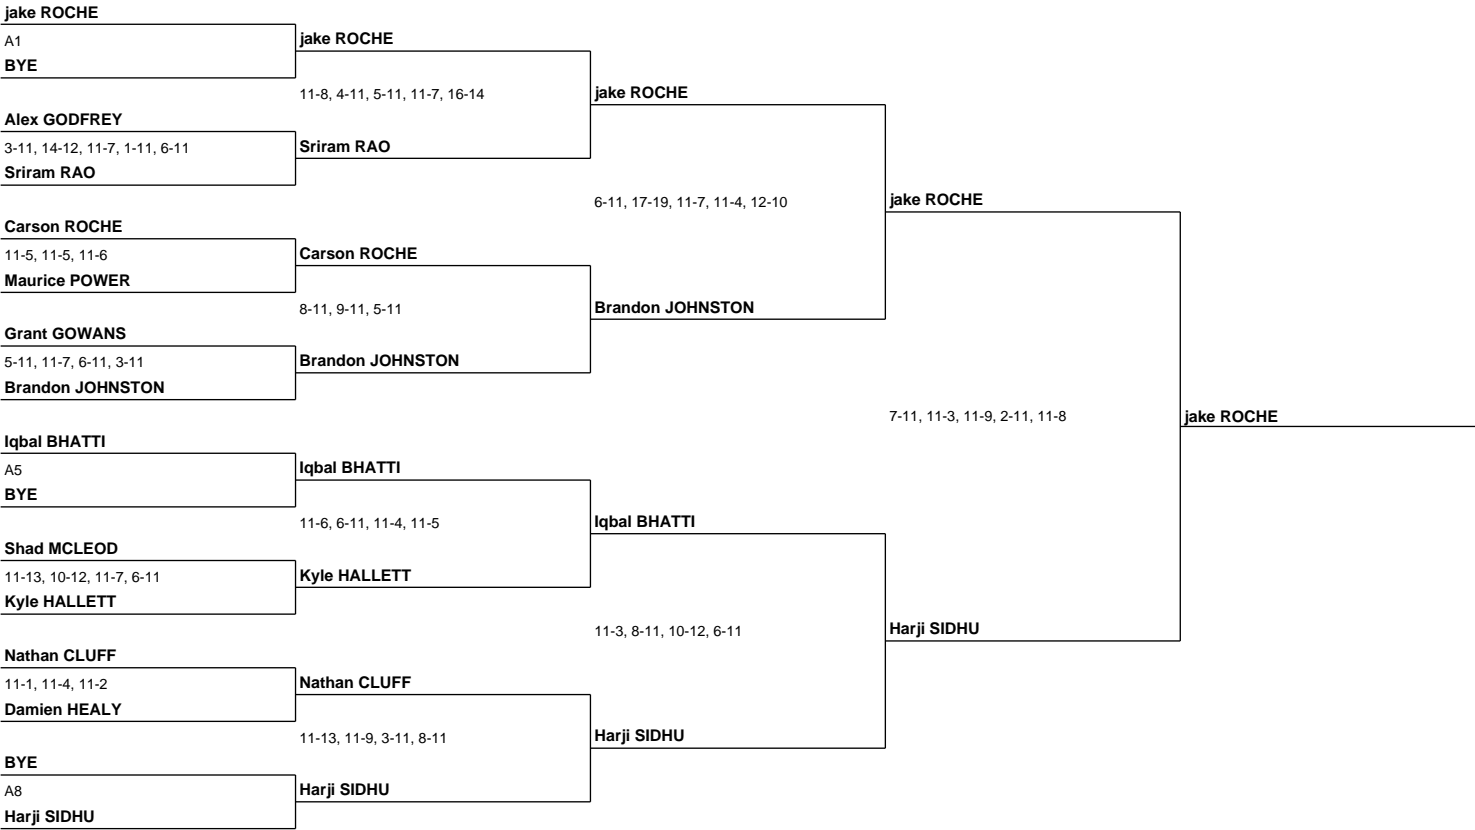 jake ROCHE
A1
BYE
jake ROCHE
11-8, 4-11, 5-11, 11-7, 16-14
Alex GODFREY
3-11, 14-12, 11-7, 1-11, 6-11
Sriram RAO
Sriram RAO
jake ROCHE
6-11, 17-19, 11-7, 11-4, 12-10
Carson ROCHE
11-5, 11-5, 11-6
Maurice POWER
Carson ROCHE
8-11, 9-11, 5-11
Grant GOWANS
5-11, 11-7, 6-11, 3-11
Brandon JOHNSTON
Brandon JOHNSTON
Brandon JOHNSTON
jake ROCHE
7-11, 11-3, 11-9, 2-11, 11-8
jake ROCHE
Iqbal BHATTI
A5
BYE
Iqbal BHATTI
11-6, 6-11, 11-4, 11-5
Shad MCLEOD
11-13, 10-12, 11-7, 6-11
Kyle HALLETT
Kyle HALLETT
Iqbal BHATTI
11-3, 8-11, 10-12, 6-11
Nathan CLUFF
11-1, 11-4, 11-2
Damien HEALY
Nathan CLUFF
11-13, 11-9, 3-11, 8-11
BYE
A8
Harji SIDHU
Harji SIDHU
Harji SIDHU
Harji SIDHU